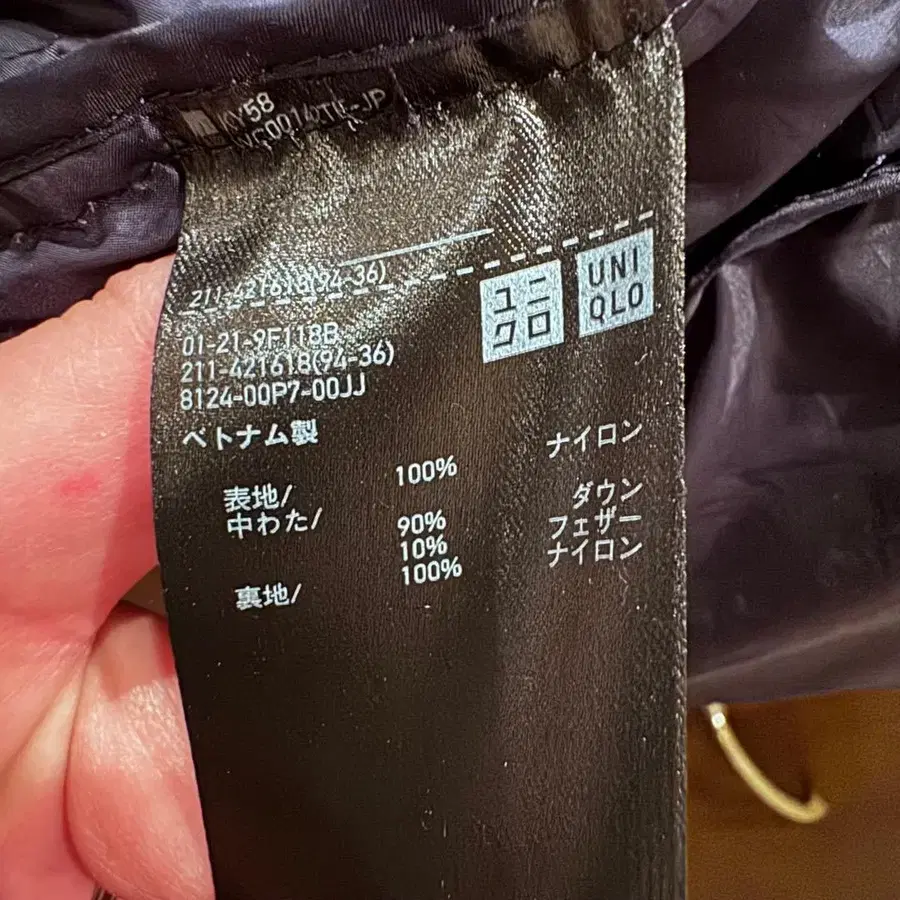 KY58
211-421618(94-36)
ユニ
クロ
UNI
QLO
01-21-9F118B
211-421618(94-36)
8124-00P7-00JJ
ベトナム製
表地/ 100% ナイロン
中わた/ 90% ダウン
10% フェザー
裏地/ 100% ナイロン